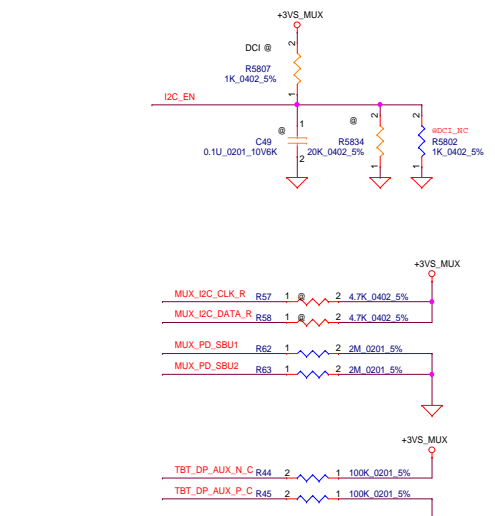 +3VS_MUX
DCI @
2
R5807
1K_0402_5%
1
I2C_EN
@
1
C49
0.1U_0201_10V6K
2
@
2
R5834
20K_0402_5%
1
2
@DCI_NC
R5802
1K_0402_5%
1
+3VS_MUX
MUX_I2C_CLK_R R57 1 @ 2 4.7K_0402_5%
MUX_I2C_DATA_R R58 1 @ 2 4.7K_0402_5%
MUX_PD_SBU1 R62 1 2 2M_0201_5%
MUX_PD_SBU2 R63 1 2 2M_0201_5%
+3VS_MUX
TBT_DP_AUX_N_C R44 2 1 100K_0201_5%
TBT_DP_AUX_P_C R45 2 1 100K_0201_5%